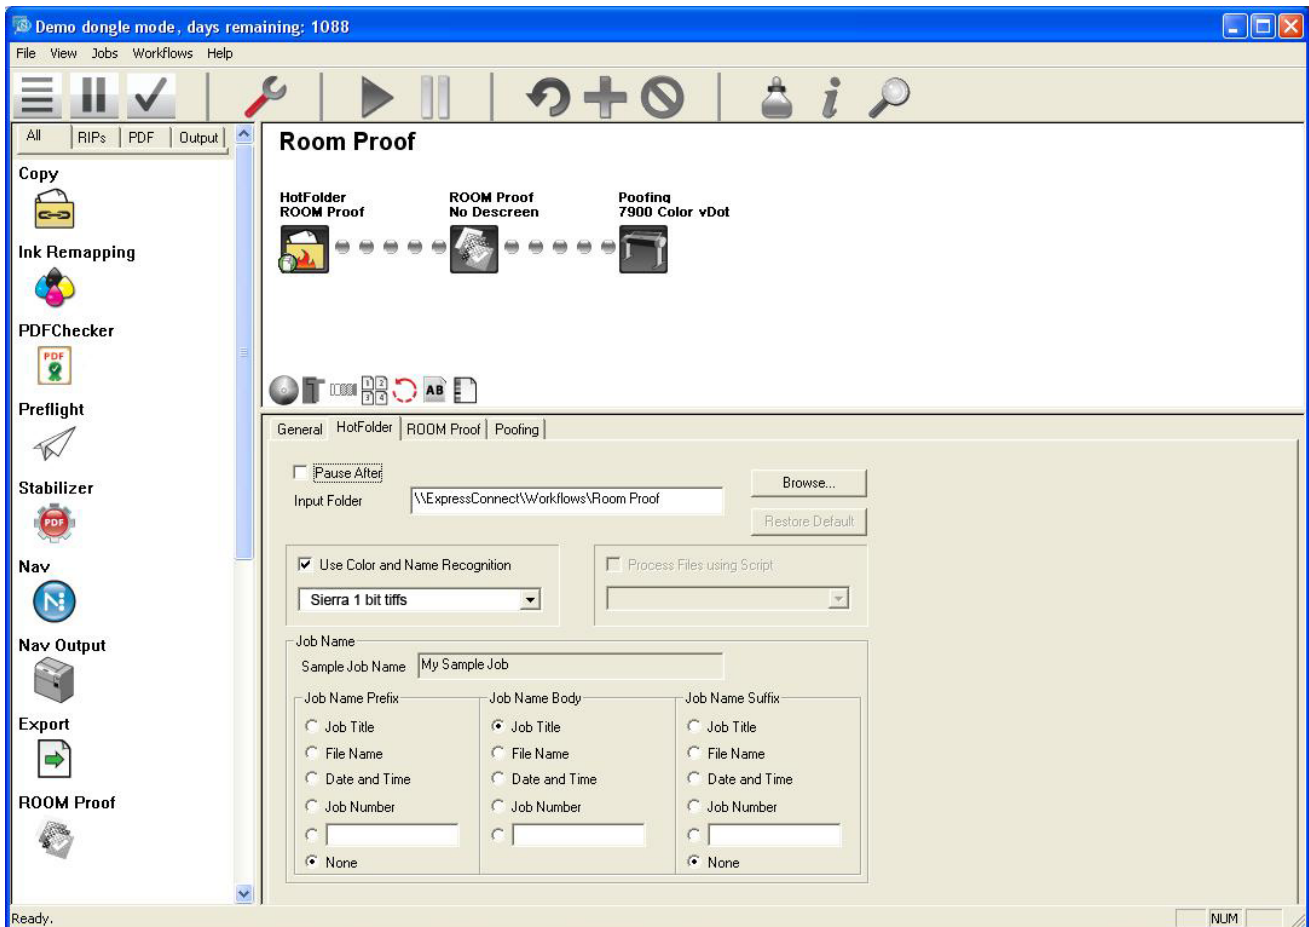 Demo dongle mode, days remaining: 1088
File View Jobs Workflows Help
All RIPs PDF Output
Copy
Ink Remapping
PDFChecker
PDF
Preflight
Stabilizer
PDF
Nav
N
Nav Output
Export
ROOM Proof
Room Proof
HotFolder
ROOM Proof
ROOM Proof
No Descreen
Poofing
7900 Color vDot
1 2
3 4
AB
General HotFolder ROOM Proof Poofing
Pause After
Input Folder \\ExpressConnect\Workflows\Room Proof
Browse...
Restore Default
Use Color and Name Recognition
Sierra 1 bit tiffs
Process Files using Script
Job Name
Sample Job Name My Sample Job
Job Name Prefix
Job Title
File Name
Date and Time
Job Number
None
Job Name Body
Job Title
File Name
Date and Time
Job Number
Job Name Suffix
Job Title
File Name
Date and Time
Job Number
None
Ready.
NUM